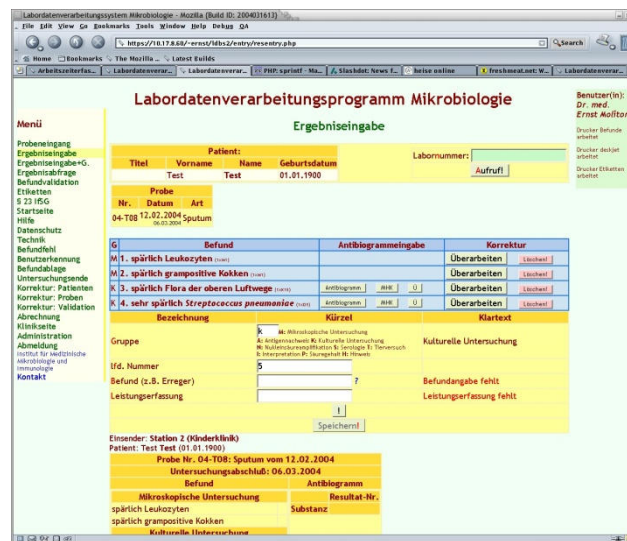 Labordatenverarbeitungssystem Mikrobiologie - Mozilla {Build ID: 2004031613}
File Edit View Go Bookmarks Tools Window Help Debug QA
https://10.17.8.68/~ernst/ldbs2/entry/resentry.php
Search
Home Bookmarks The Mozilla ... Latest Builds
Arbeitszeiterfas... Labordatenverar... Labordatenverar... PHP: sprintf - Ma... Slashdot: News f... heise online freshmeat.net: W... Labordatenverar...
Labordatenverarbeitungsprogramm Mikrobiologie
Benutzer(in):
Dr. med.
Ernst Molitor
Drucker Befunde
arbeitet
Drucker deskjet
arbeitet
Drucker Etiketten
arbeitet
Menü
Probeneingang
Ergebniseingabe
Ergebniseingabe+G.
Ergebnisabfrage
Befundvalidation
Etiketten
§ 23 IfSG
Startseite
Hilfe
Datenschutz
Technik
Befundfehl
Benutzerkennung
Befundablage
Untersuchungsende
Korrektur: Patienten
Korrektur: Proben
Korrektur: Validation
Abrechnung
Klinikseite
Administration
Abmeldung
Institut für Medizinische
Mikrobiologie und
Immunologie
Kontakt
Ergebniseingabe
Patient:
Titel Vorname Name Geburtsdatum
Test Test 01.01.1900
Labornummer:
Aufruf!
Probe
Nr. Datum Art
04-T08 12.02.2004 Sputum
06.03.2004
G Befund Antibiogrammeingabe Korrektur
M 1. spärlich Leukozyten Überarbeiten Löschen!
M 2. spärlich grampositive Kokken Überarbeiten Löschen!
K 3. spärlich Flora der oberen Luftwege Antibiogramm MHK Ü Überarbeiten Löschen!
K 4. sehr spärlich Streptococcus pneumoniae Antibiogramm MHK Ü Überarbeiten Löschen!
Bezeichnung Kürzel Klartext
Gruppe k M: Mikroskopische Untersuchung
A: Antigennachweis K: Kulturelle Untersuchung
N: Nukleinsäureamplifikation S: Serologie T: Tierversuch
I: Interpretation P: Säuregehalt H: Hinweis
Kulturelle Untersuchung
lfd. Nummer 5
Befund (z.B. Erreger) ? Befundangabe fehlt
Leistungserfassung Leistungserfassung fehlt
!
Speichern!
Einsender: Station 2 (Kinderklinik)
Patient: Test Test (01.01.1900)
Probe Nr. 04-T08: Sputum vom 12.02.2004
Untersuchungsabschluß: 06.03.2004
Befund Antibiogramm
Mikroskopische Untersuchung Resultat-Nr.
spärlich Leukozyten Substanz
spärlich grampositive Kokken
Kulturelle Untersuchung